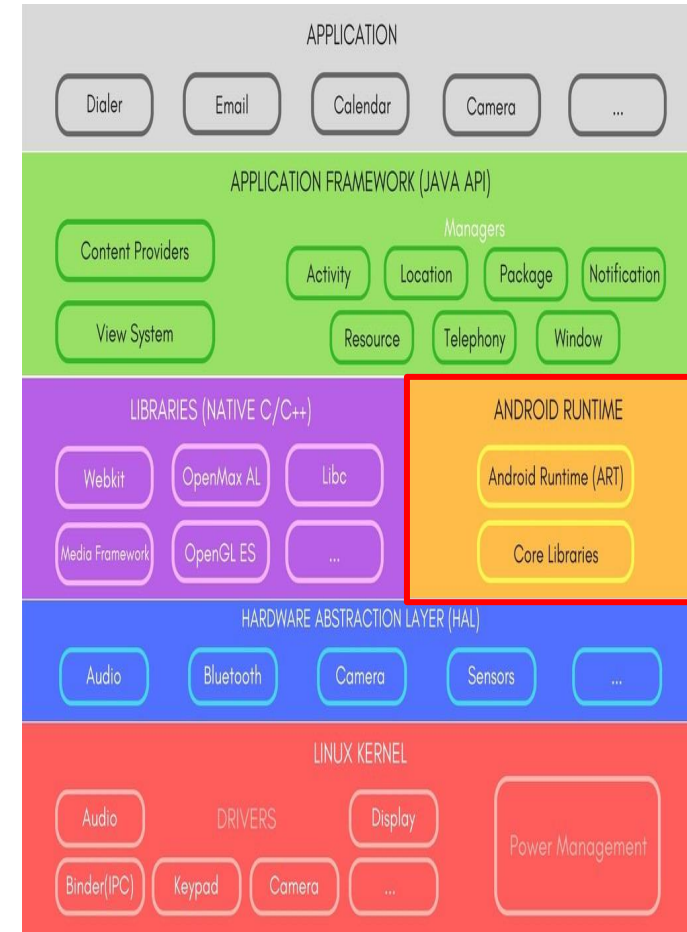 APPLICATION
Dialer Email Calendar Camera ...
APPLICATION FRAMEWORK (JAVA API)
Managers
Content Providers
Activity Location Package Notification
View System
Resource Telephony Window
LIBRARIES (NATIVE C/C++)
Webkit OpenMax AL Libc
Media Framework OpenGL ES ...
ANDROID RUNTIME
Android Runtime (ART)
Core Libraries
HARDWARE ABSTRACTION LAYER (HAL)
Audio Bluetooth Camera Sensors ...
LINUX KERNEL
Audio DRIVERS Display
Binder(IPC) Keypad Camera ...
Power Management